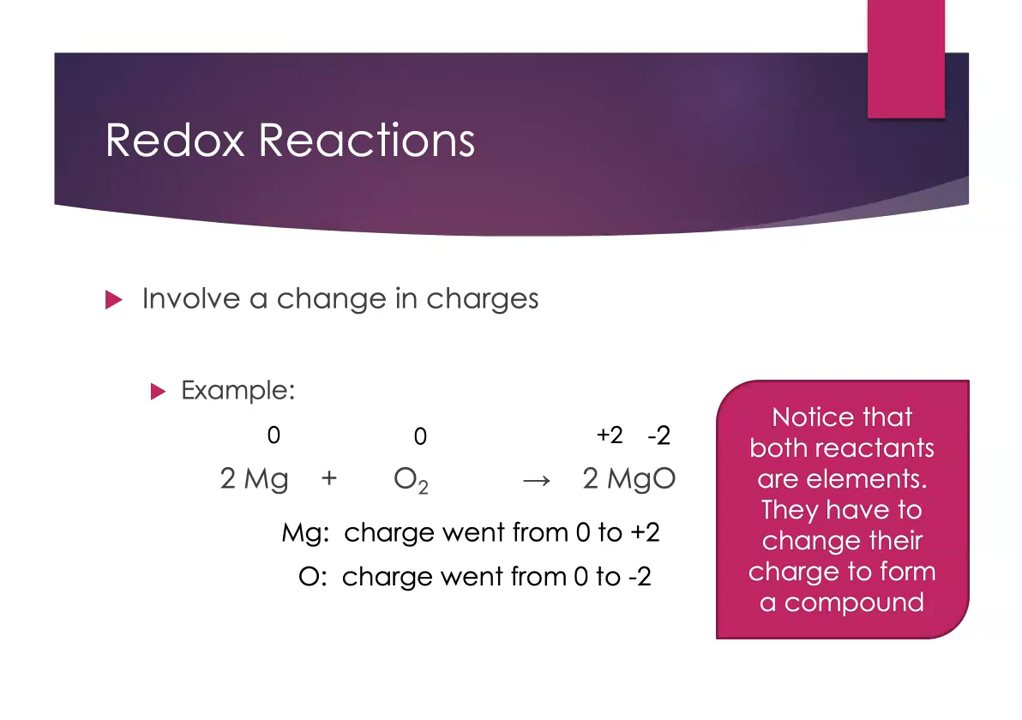 Redox Reactions
Involve a change in charges
Example:
0 0 +2 -2
2 Mg + O₂ → 2 MgO
Mg: charge went from 0 to +2
O: charge went from 0 to -2
Notice that
both reactants
are elements.
They have to
change their
charge to form
a compound